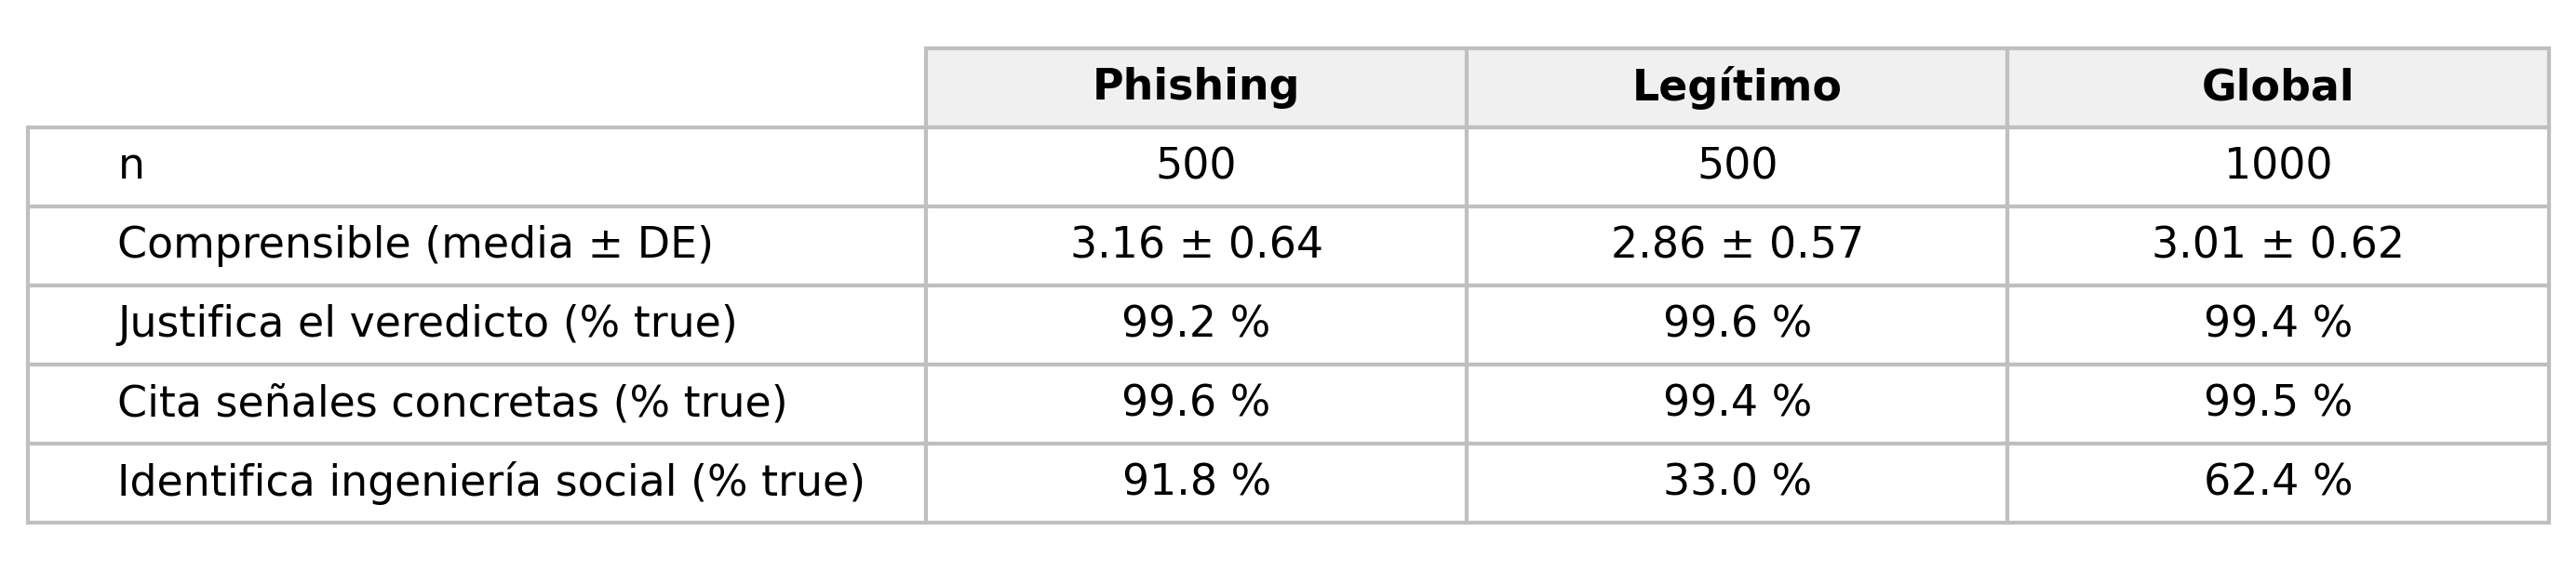 Phishing Legítimo Global
n 500 500 1000
Comprensible (media ± DE) 3.16 ± 0.64 2.86 ± 0.57 3.01 ± 0.62
Justifica el veredicto (% true) 99.2 % 99.6 % 99.4 %
Cita señales concretas (% true) 99.6 % 99.4 % 99.5 %
Identifica ingeniería social (% true) 91.8 % 33.0 % 62.4 %